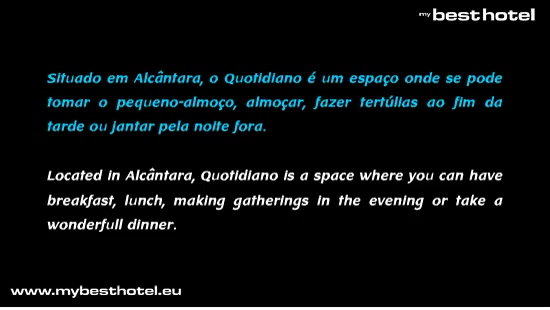 my besthotel
Situado em Alcântara, o Quotidiano é um espaço onde se pode
tomar o pequeno-almoço, almoçar, fazer tertúlias ao fim da
tarde ou jantar pela noite fora.
Located in Alcântara, Quotidiano is a space where you can have
breakfast, lunch, making gatherings in the evening or take a
wonderfull dinner.
www.mybesthotel.eu